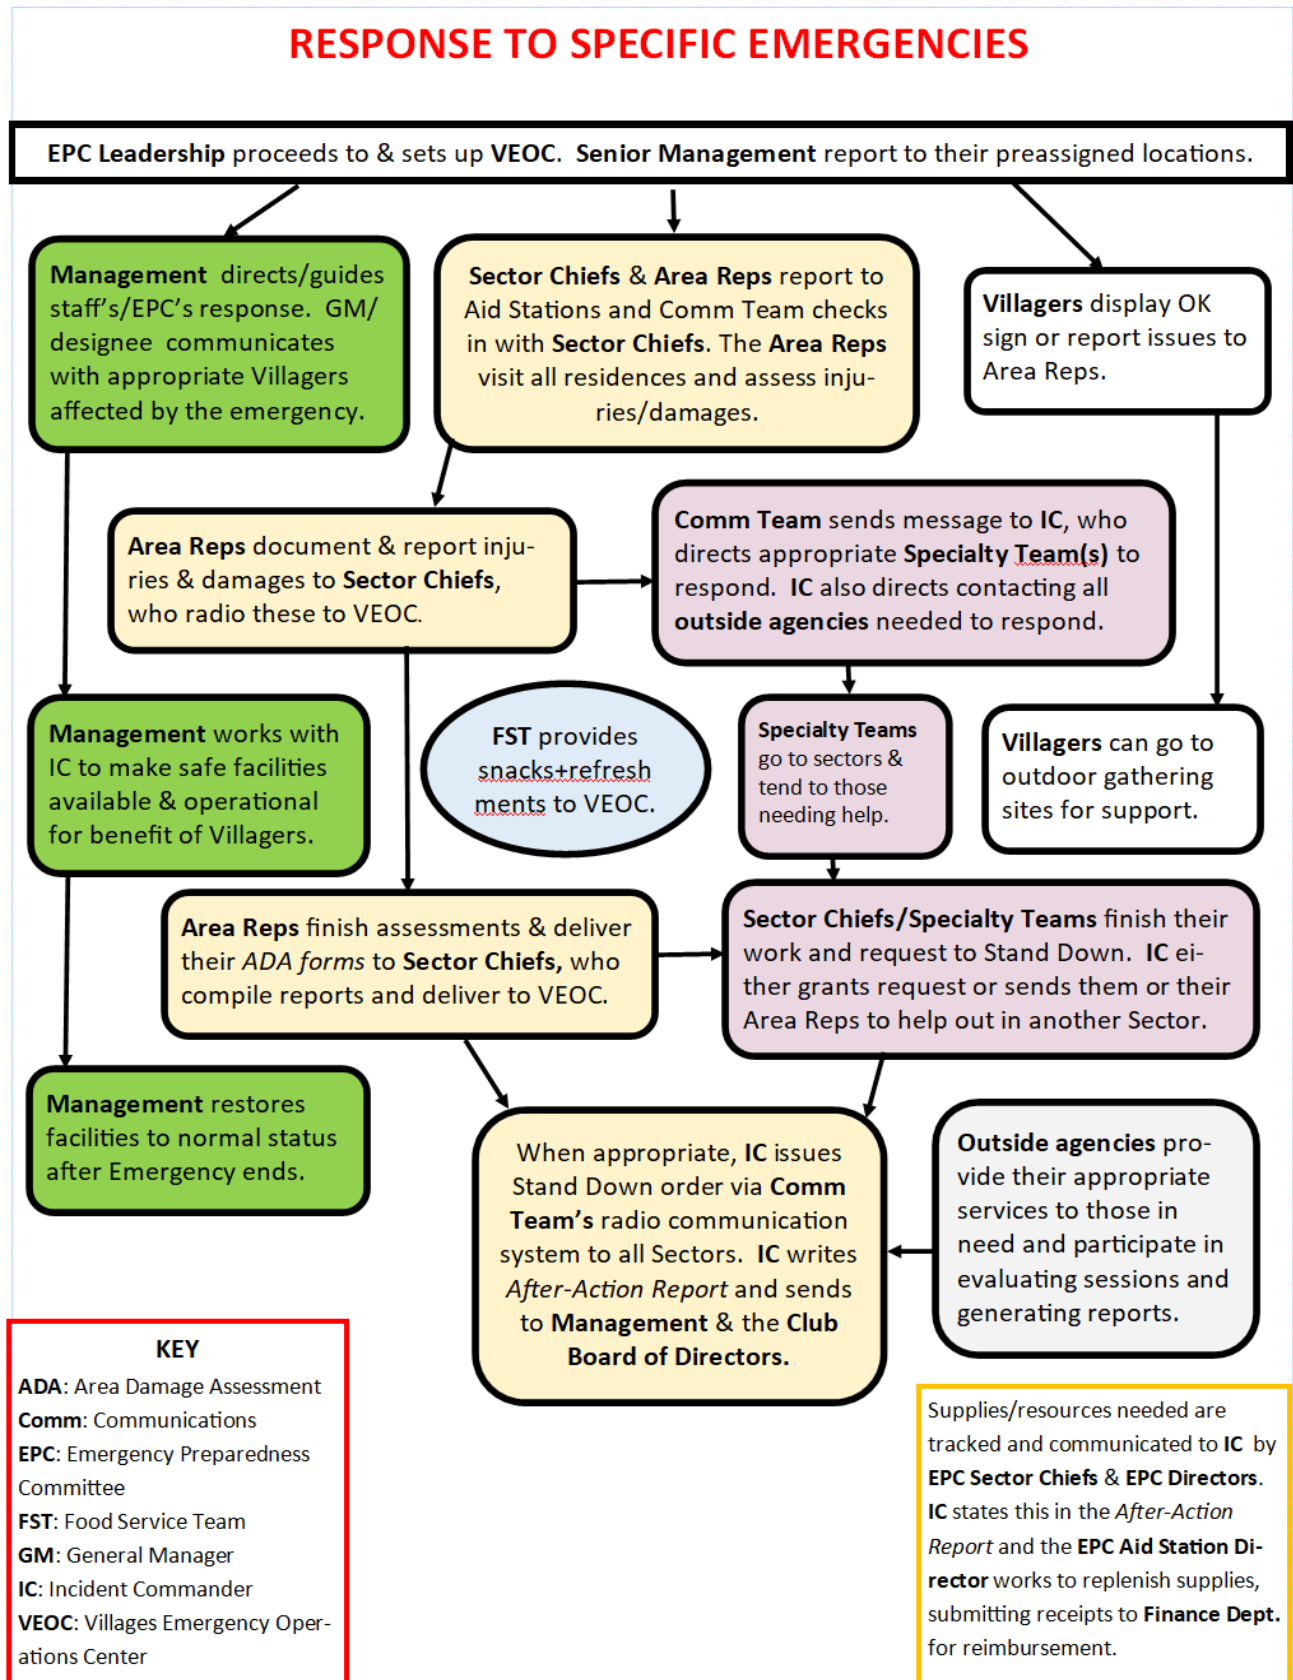 RESPONSE TO SPECIFIC EMERGENCIES
EPC Leadership proceeds to & sets up VEOC.  Senior Management report to their preassigned locations.
Management  directs/guides
staff’s/EPC’s response.  GM/
designee  communicates
with appropriate Villagers
affected by the emergency.
Sector Chiefs & Area Reps report to
Aid Stations and Comm Team checks
in with Sector Chiefs. The Area Reps
visit all residences and assess inju-
ries/damages.
Villagers display OK
sign or report issues to
Area Reps.
Area Reps document & report inju-
ries & damages to Sector Chiefs,
who radio these to VEOC.
Comm Team sends message to IC, who
directs appropriate Specialty Team(s) to
respond.  IC also directs contacting all
outside agencies needed to respond.
Management works with
IC to make safe facilities
available & operational
for benefit of Villagers.
FST provides
snacks+refresh
ments to VEOC.
Specialty Teams
go to sectors &
tend to those
needing help.
Villagers can go to
outdoor gathering
sites for support.
Area Reps finish assessments & deliver
their ADA forms to Sector Chiefs, who
compile reports and deliver to VEOC.
Sector Chiefs/Specialty Teams finish their
work and request to Stand Down.  IC ei-
ther grants request or sends them or their
Area Reps to help out in another Sector.
Management restores
facilities to normal status
after Emergency ends.
When appropriate, IC issues
Stand Down order via Comm
Team’s radio communication
system to all Sectors.  IC writes
After-Action Report and sends
to Management & the Club
Board of Directors.
Outside agencies pro-
vide their appropriate
services to those in
need and participate in
evaluating sessions and
generating reports.
KEY
ADA: Area Damage Assessment
Comm: Communications
EPC: Emergency Preparedness
Committee
FST: Food Service Team
GM: General Manager
IC: Incident Commander
VEOC: Villages Emergency Oper-
ations Center
Supplies/resources needed are
tracked and communicated to IC  by
EPC Sector Chiefs & EPC Directors.
IC states this in the After-Action
Report and the EPC Aid Station Di-
rector works to replenish supplies,
submitting receipts to Finance Dept.
for reimbursement.